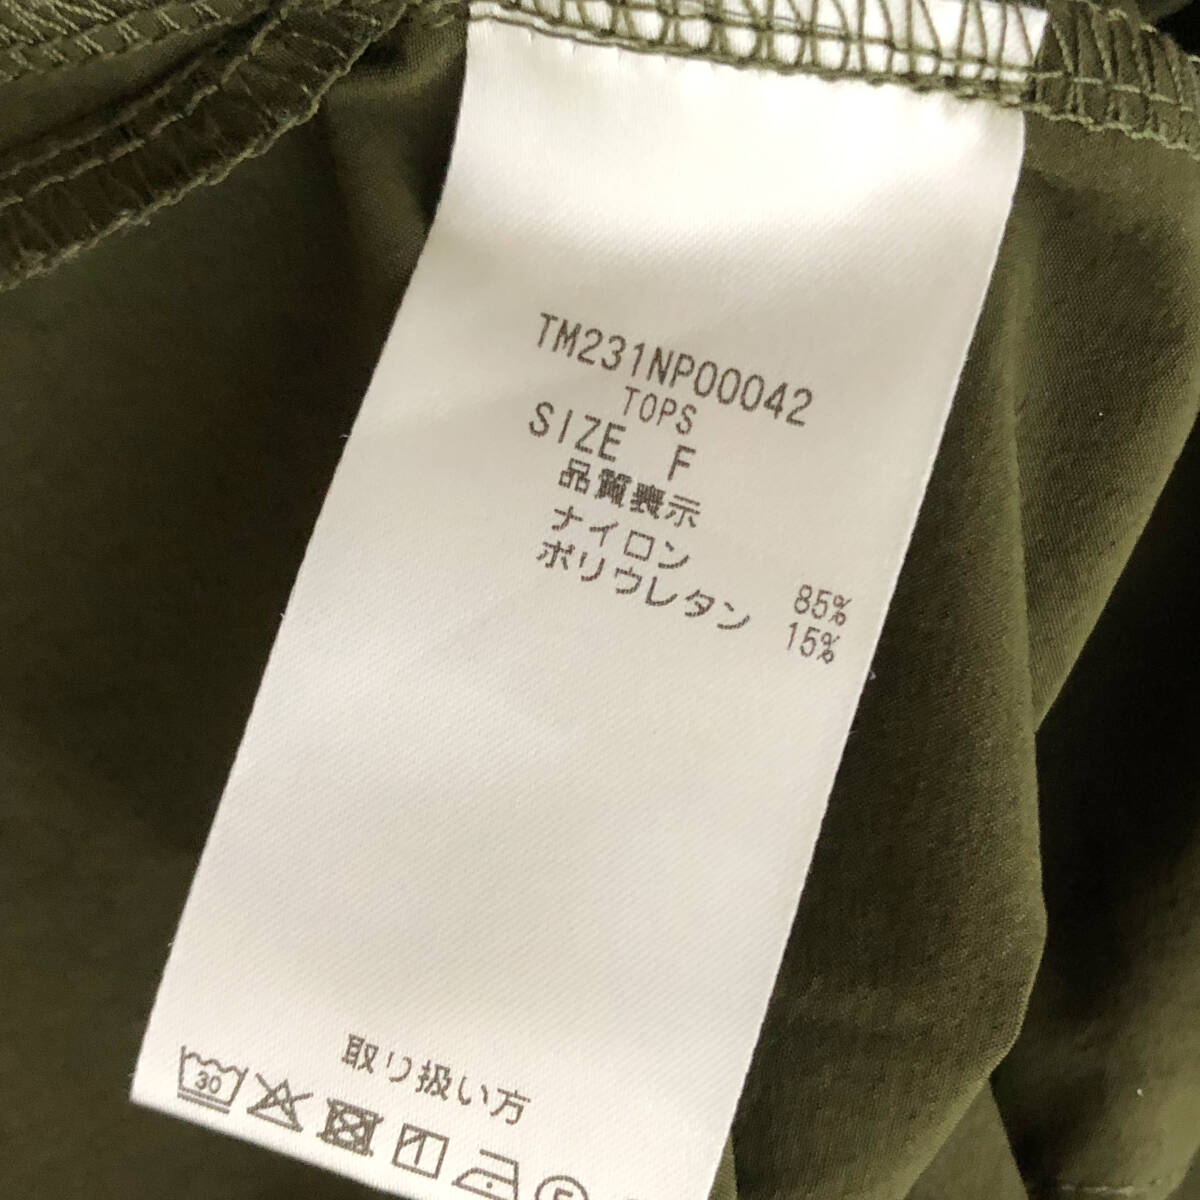 TM231NP00042
TOPS
SIZE F
品質表示
ナイロン 85%
ポリウレタン 15%
取り扱い方
30